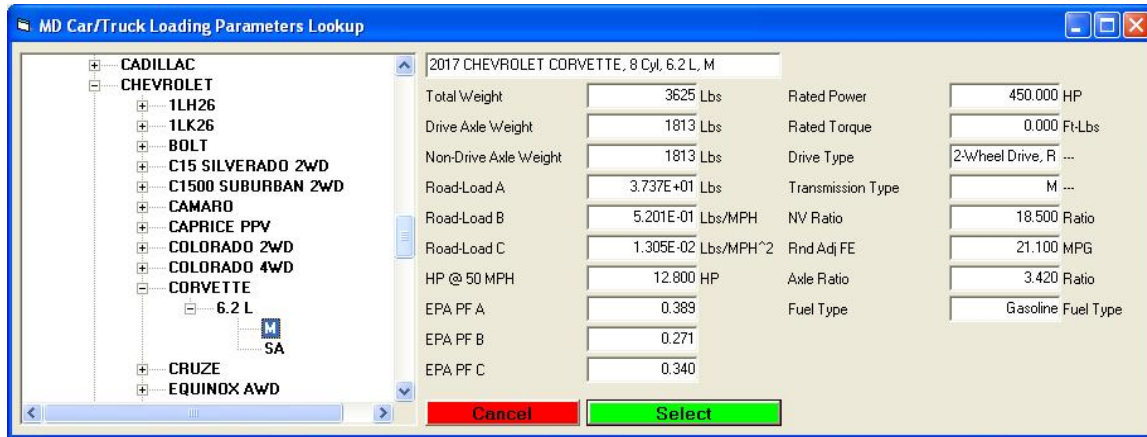 MD Car/Truck Loading Parameters Lookup
CADILLAC
CHEVROLET
1LH26
1LK26
BOLT
C15 SILVERADO 2WD
C1500 SUBURBAN 2WD
CAMARO
CAPRICE PPV
COLORADO 2WD
COLORADO 4WD
CORVETTE
6.2 L
M
SA
CRUZE
EQUINOX AWD
2017 CHEVROLET CORVETTE, 8 Cyl, 6.2 L, M
Total Weight 3625 Lbs Rated Power 450.000 HP
Drive Axle Weight 1813 Lbs Rated Torque 0.000 Ft-Lbs
Non-Drive Axle Weight 1813 Lbs Drive Type 2-Wheel Drive, R ---
Road-Load A 3.737E+01 Lbs Transmission Type M ---
Road-Load B 5.201E-01 Lbs/MPH NV Ratio 18.500 Ratio
Road-Load C 1.305E-02 Lbs/MPH^2 Rnd Adj FE 21.100 MPG
HP @ 50 MPH 12.800 HP Axle Ratio 3.420 Ratio
EPA PF A 0.389 Fuel Type Gasoline Fuel Type
EPA PF B 0.271
EPA PF C 0.340
Cancel Select